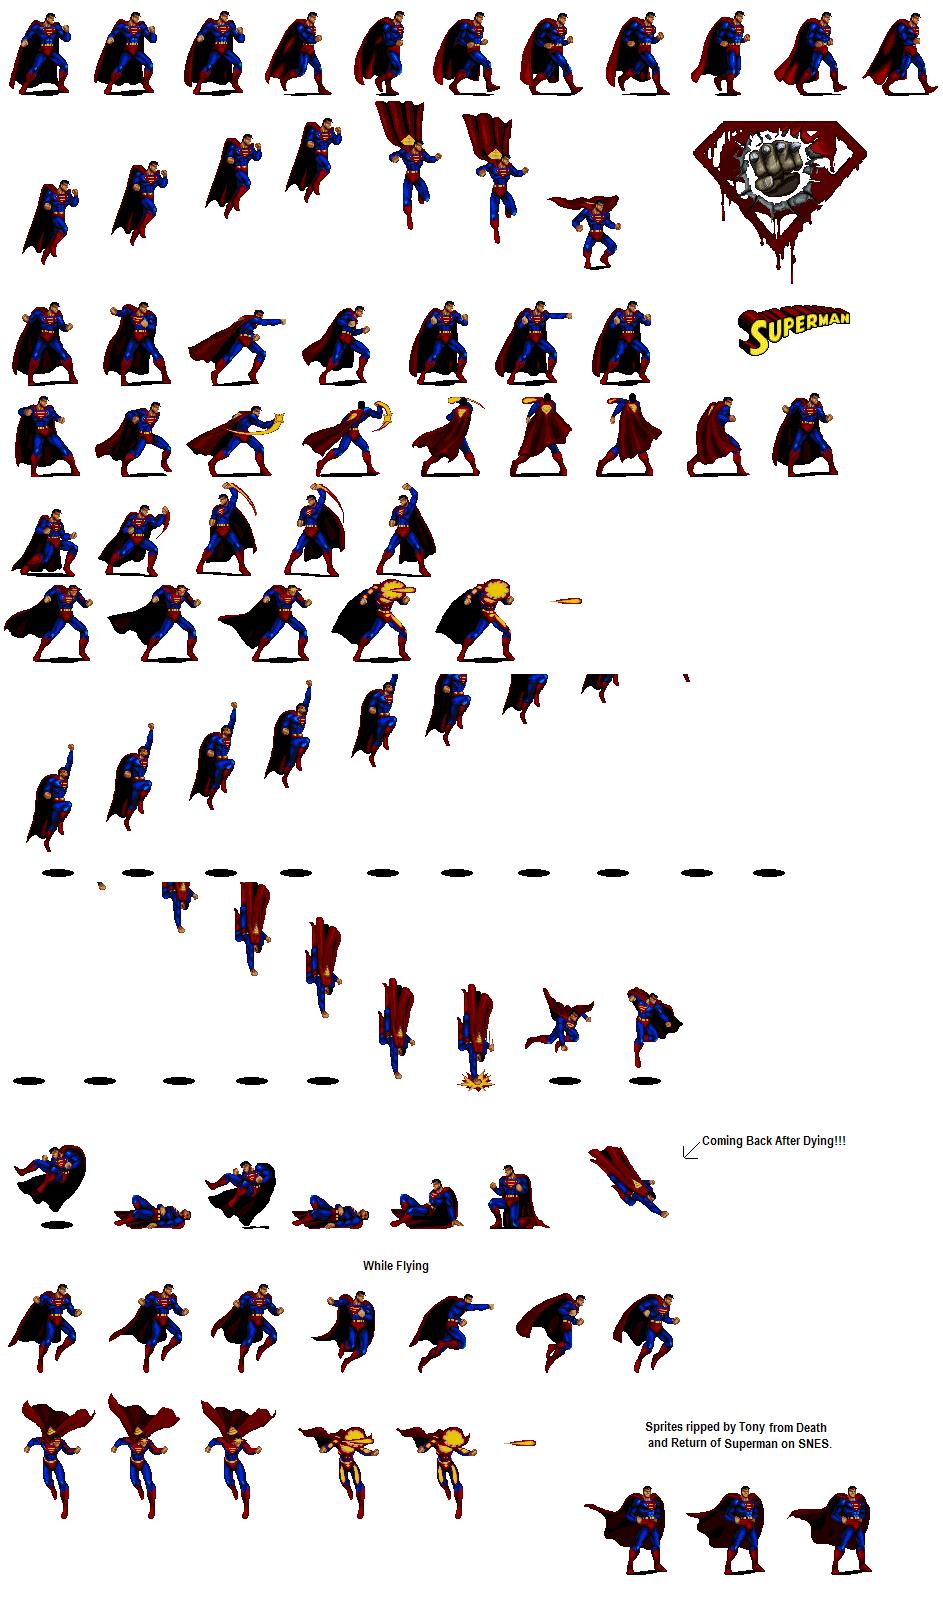 SUPERMAN
Coming Back After Dying!!!
While Flying
Sprites ripped by Tony from Death
and Return of Superman on SNES.